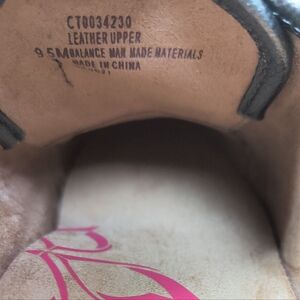 CT0034230
LEATHER UPPER
9.5M BALANCE MAN MADE MATERIALS
MADE IN CHINA